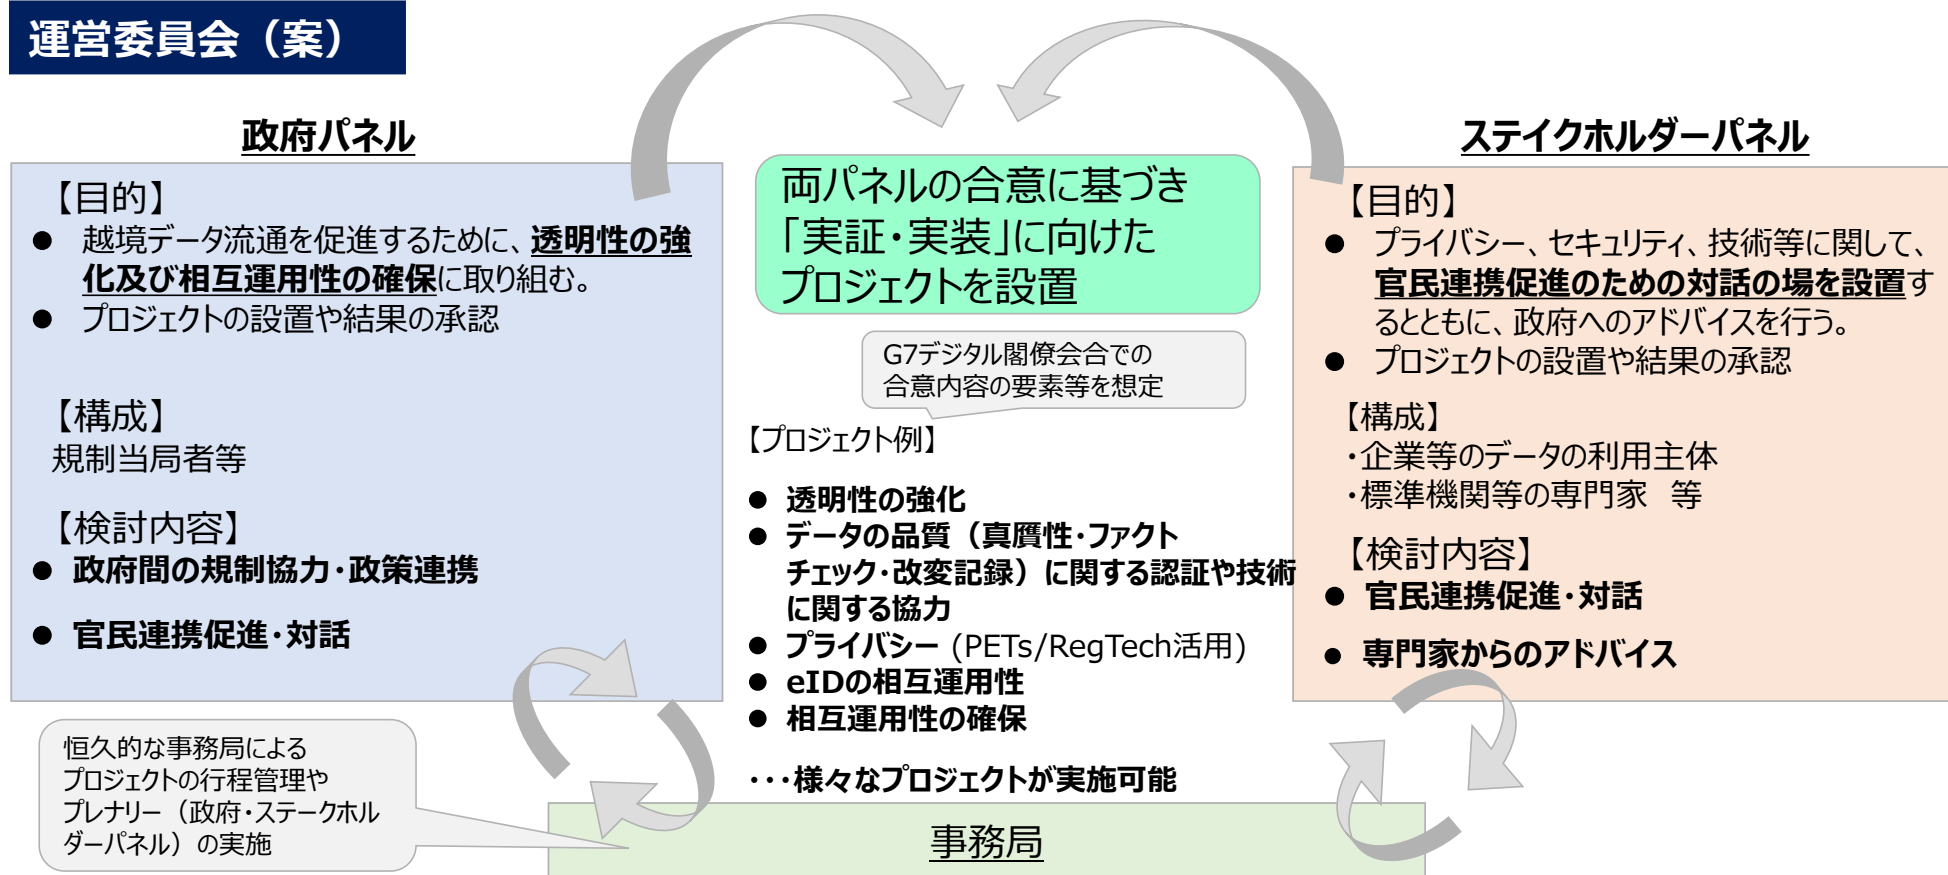 運営委員会（案）
政府パネル
【目的】
● 越境データ流通を促進するために、透明性の強
化及び相互運用性の確保に取り組む。
● プロジェクトの設置や結果の承認
【構成】
規制当局者等
【検討内容】
● 政府間の規制協力・政策連携
● 官民連携促進・対話
両パネルの合意に基づき
「実証・実装」に向けた
プロジェクトを設置
G7デジタル閣僚会合での
合意内容の要素等を想定
【プロジェクト例】
● 透明性の強化
● データの品質（真贋性・ファクト
チェック・改変記録）に関する認証や技術
に関する協力
● プライバシー (PETs/RegTech活用)
● eIDの相互運用性
● 相互運用性の確保
・・・様々なプロジェクトが実施可能
ステイクホルダーパネル
【目的】
● プライバシー、セキュリティ、技術等に関して、
官民連携促進のための対話の場を設置す
るとともに、政府へのアドバイスを行う。
● プロジェクトの設置や結果の承認
【構成】
・企業等のデータの利用主体
・標準機関等の専門家　等
【検討内容】
● 官民連携促進・対話
● 専門家からのアドバイス
恒久的な事務局による
プロジェクトの行程管理や
プレナリー（政府・ステークホル
ダーパネル）の実施
事務局